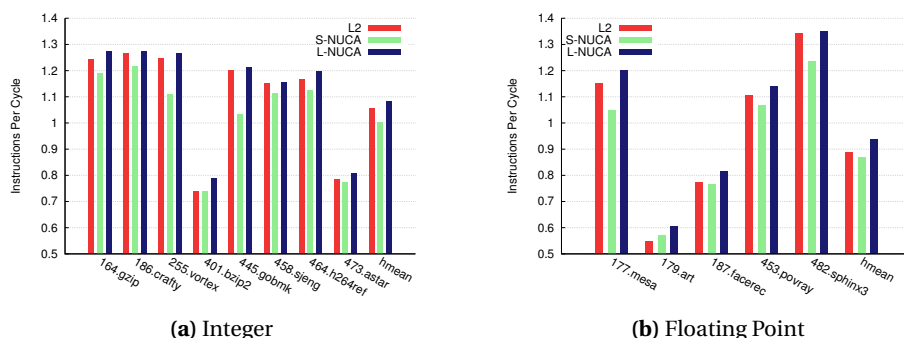 1.4
1.3
1.2
1.1
1
0.9
0.8
0.7
0.6
0.5
Instructions Per Cycle
L2
S-NUCA
L-NUCA
164.gzip
186.crafty
255.vortex
401.bzip2
445.gobmk
458.sjeng
464.h264ref
473.astar
hmean
(a) Integer
1.4
1.3
1.2
1.1
1
0.9
0.8
0.7
0.6
0.5
Instructions Per Cycle
L2
S-NUCA
L-NUCA
177.mesa
179.art
187.facerec
453.povray
482.sphinx3
hmean
(b) Floating Point